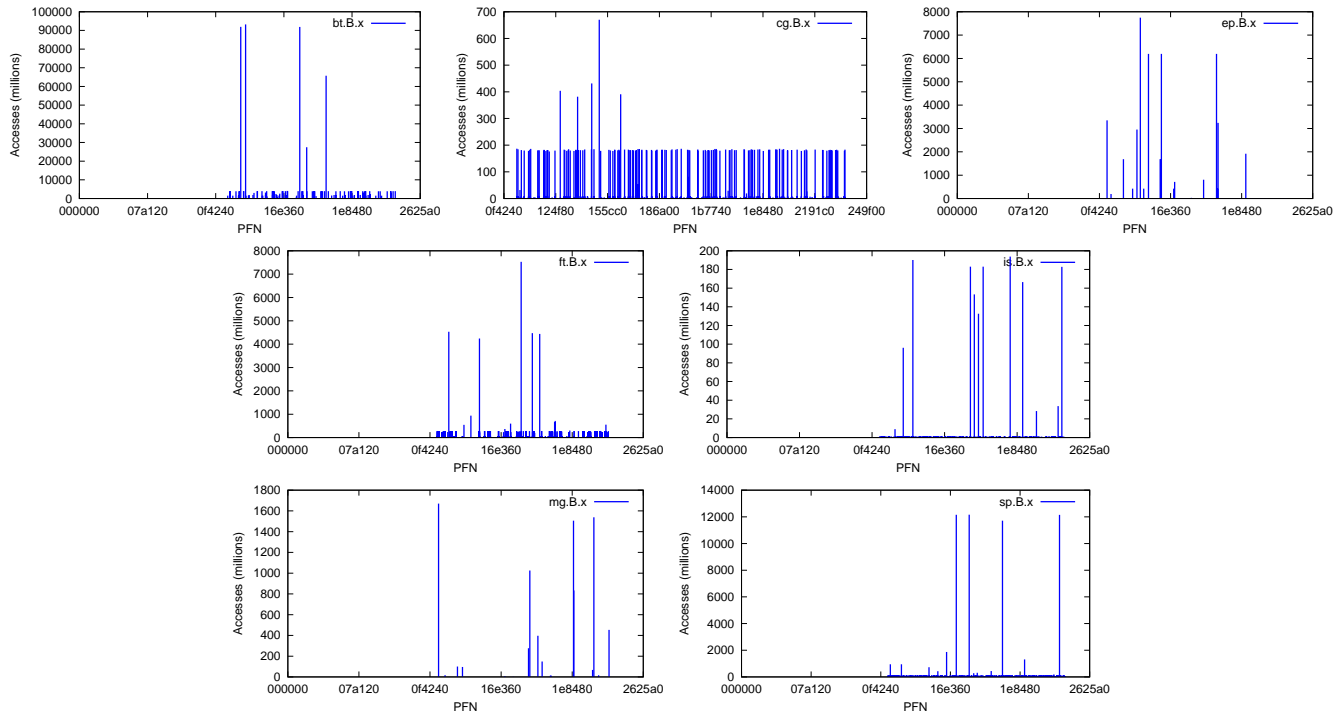 bt.B.x
Accesses (millions)
100000
90000
80000
70000
60000
50000
40000
30000
20000
10000
0
000000 07a120 0f4240 16e360 1e8480 2625a0
PFN
cg.B.x
Accesses (millions)
700
600
500
400
300
200
100
0
0f4240 124f80 155cc0 186a00 1b7740 1e8480 2191c0 249f00
PFN
ep.B.x
Accesses (millions)
8000
7000
6000
5000
4000
3000
2000
1000
0
000000 07a120 0f4240 16e360 1e8480 2625a0
PFN
ft.B.x
Accesses (millions)
8000
7000
6000
5000
4000
3000
2000
1000
0
000000 07a120 0f4240 16e360 1e8480 2625a0
PFN
is.B.x
Accesses (millions)
200
180
160
140
120
100
80
60
40
20
0
000000 07a120 0f4240 16e360 1e8480 2625a0
PFN
mg.B.x
Accesses (millions)
1800
1600
1400
1200
1000
800
600
400
200
0
000000 07a120 0f4240 16e360 1e8480 2625a0
PFN
sp.B.x
Accesses (millions)
14000
12000
10000
8000
6000
4000
2000
0
000000 07a120 0f4240 16e360 1e8480 2625a0
PFN